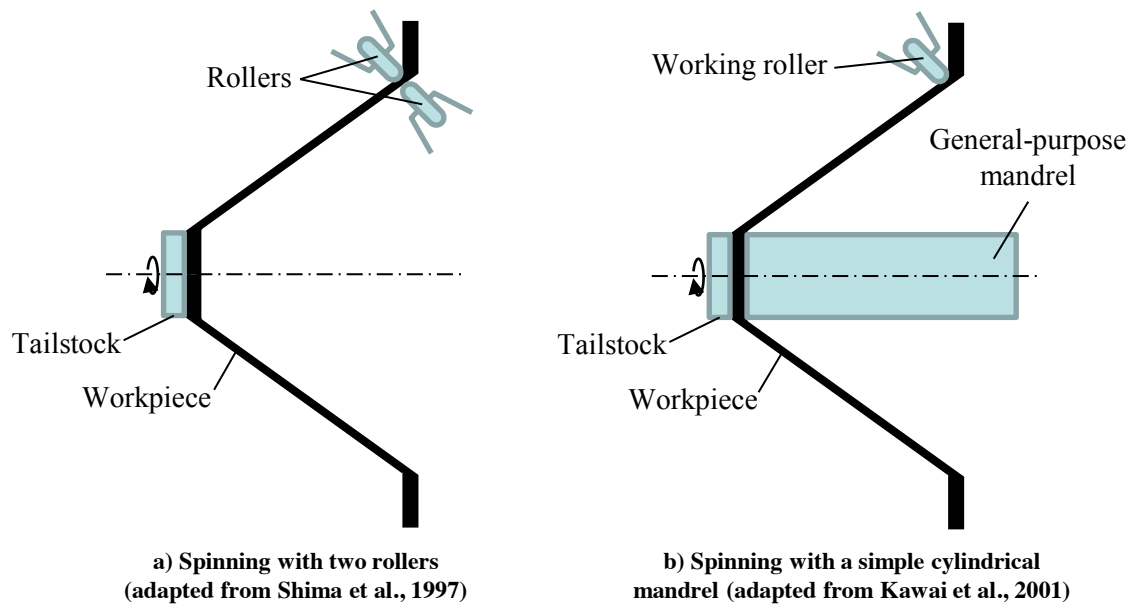 Rollers
Tailstock
Workpiece
a) Spinning with two rollers
(adapted from Shima et al., 1997)
Working roller
General-purpose
mandrel
Tailstock
Workpiece
b) Spinning with a simple cylindrical
mandrel (adapted from Kawai et al., 2001)